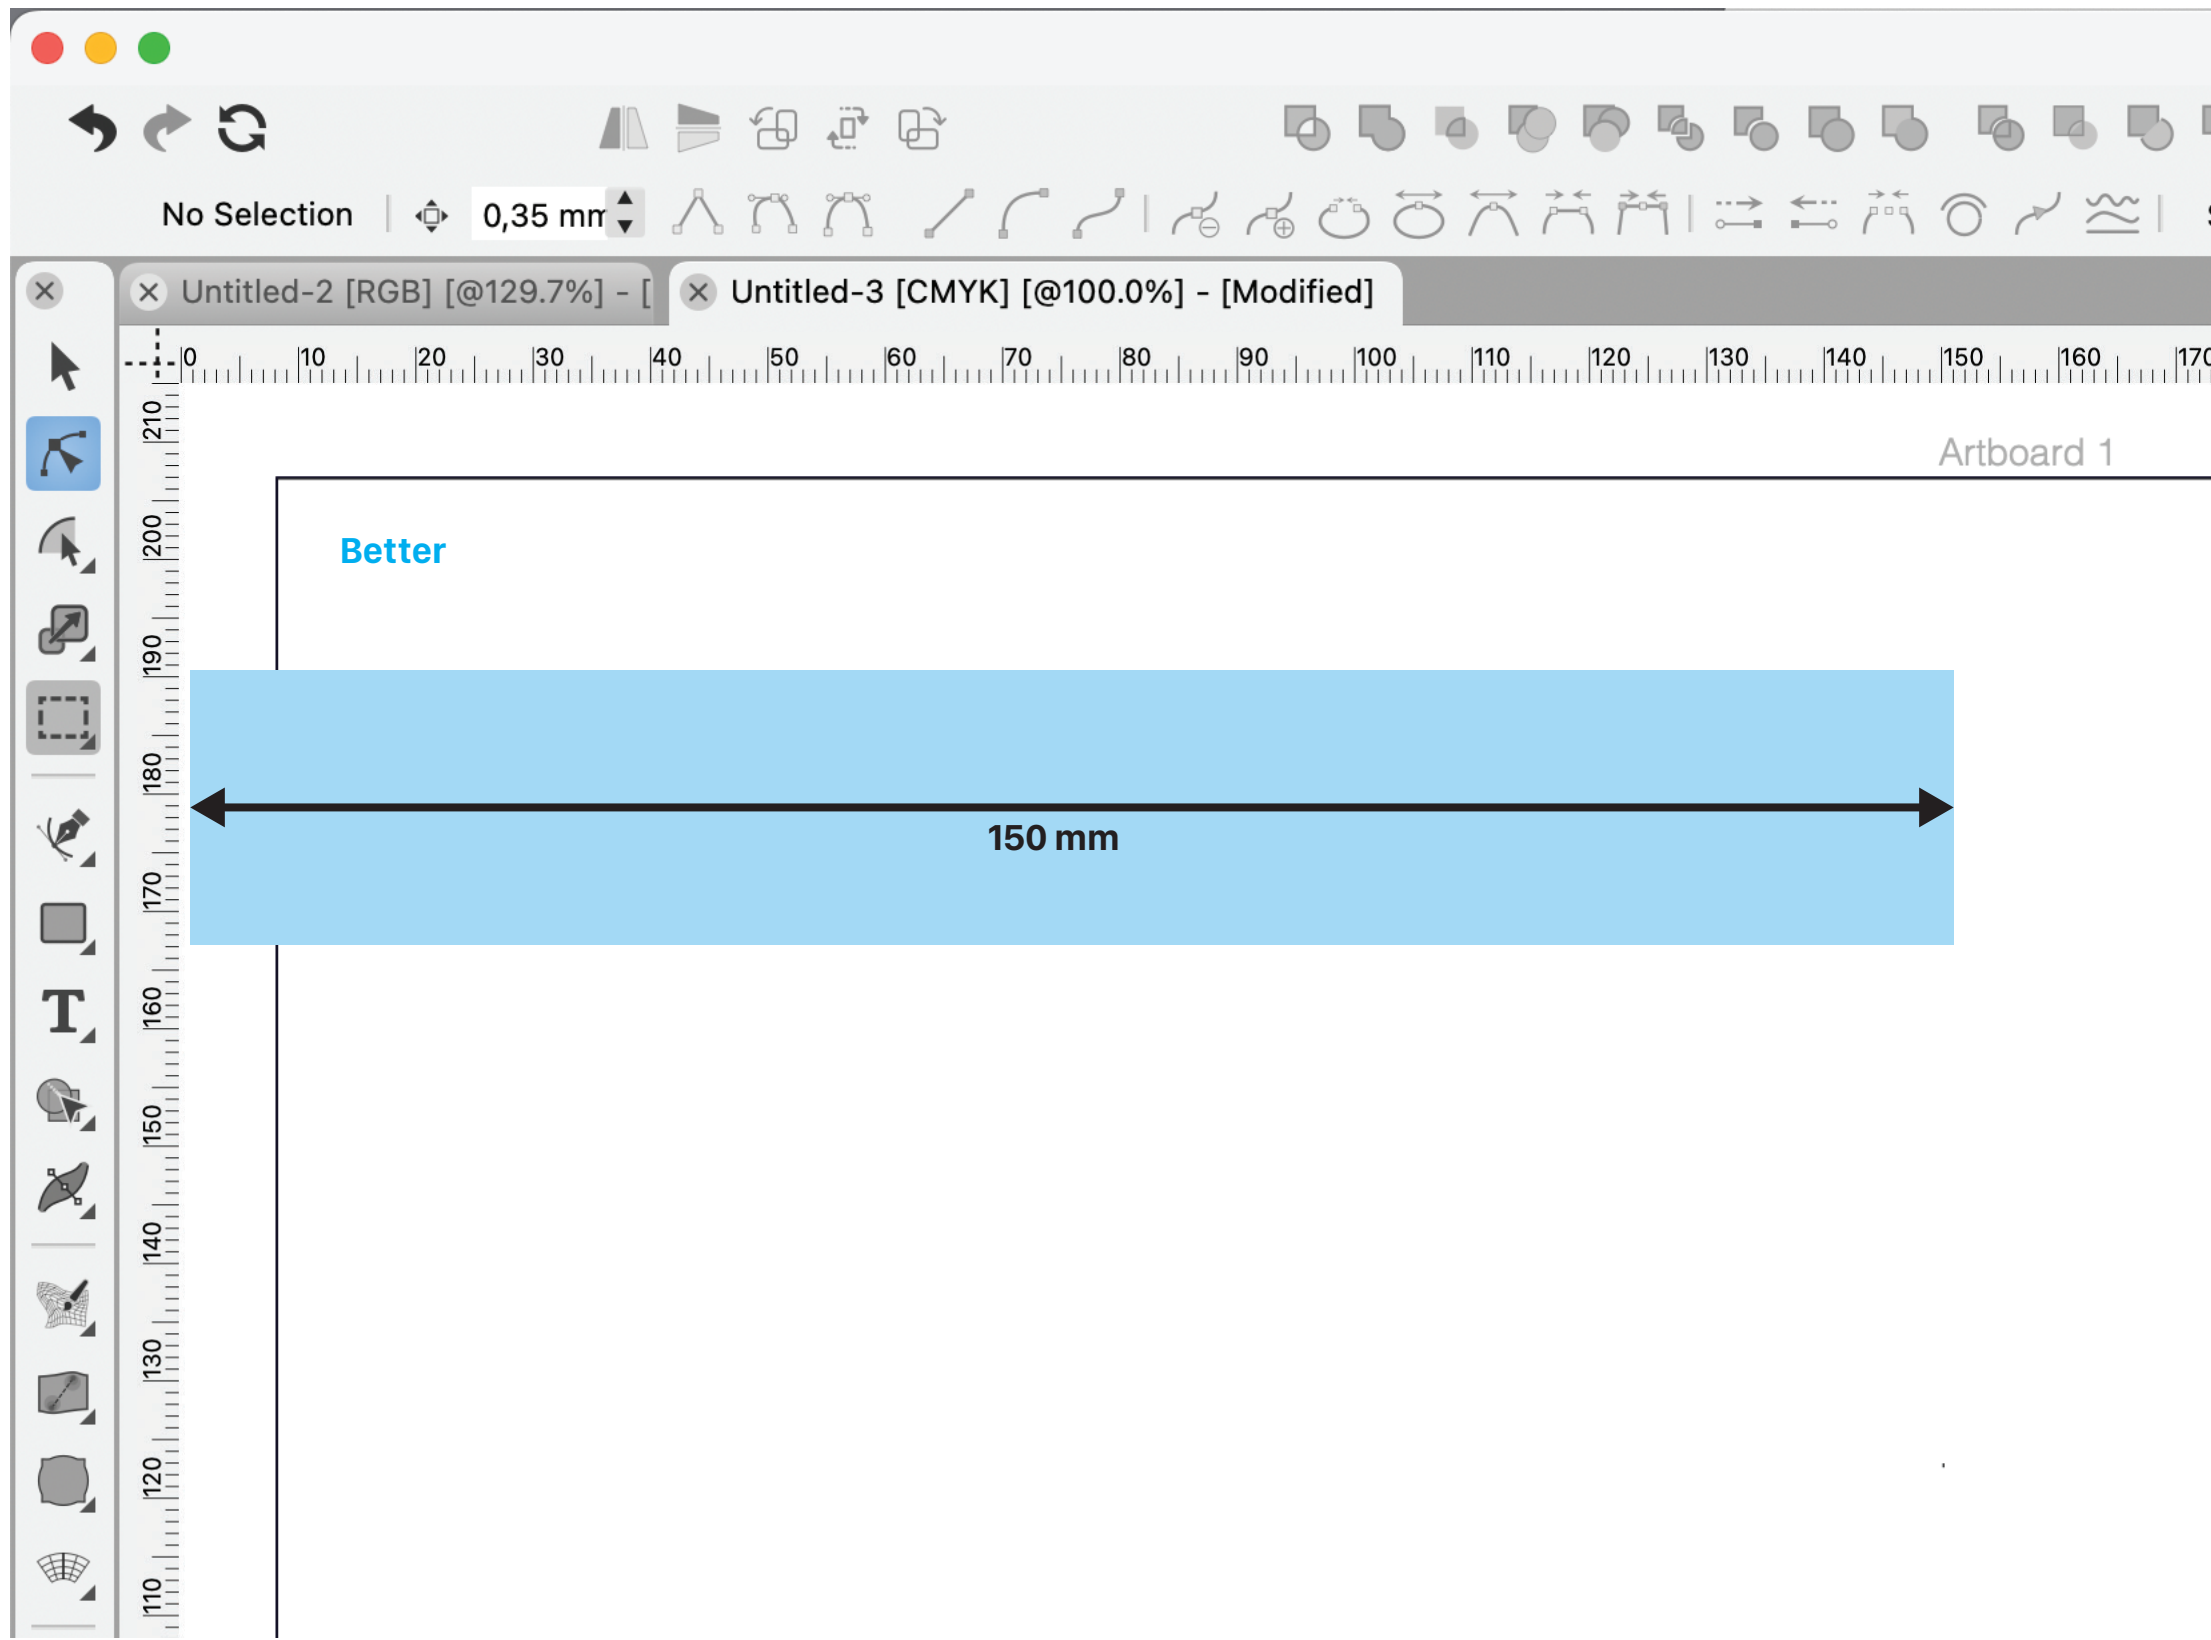 No Selection
0,35 mm
Untitled-2 [RGB] [@129.7%] - [
Untitled-3 [CMYK] [@100.0%] - [Modified]
0 10 20 30 40 50 60 70 80 90 100 110 120 130 140 150 160 170
210
200
190
180
170
160
150
140
130
120
110
Artboard 1
Better
150 mm
T